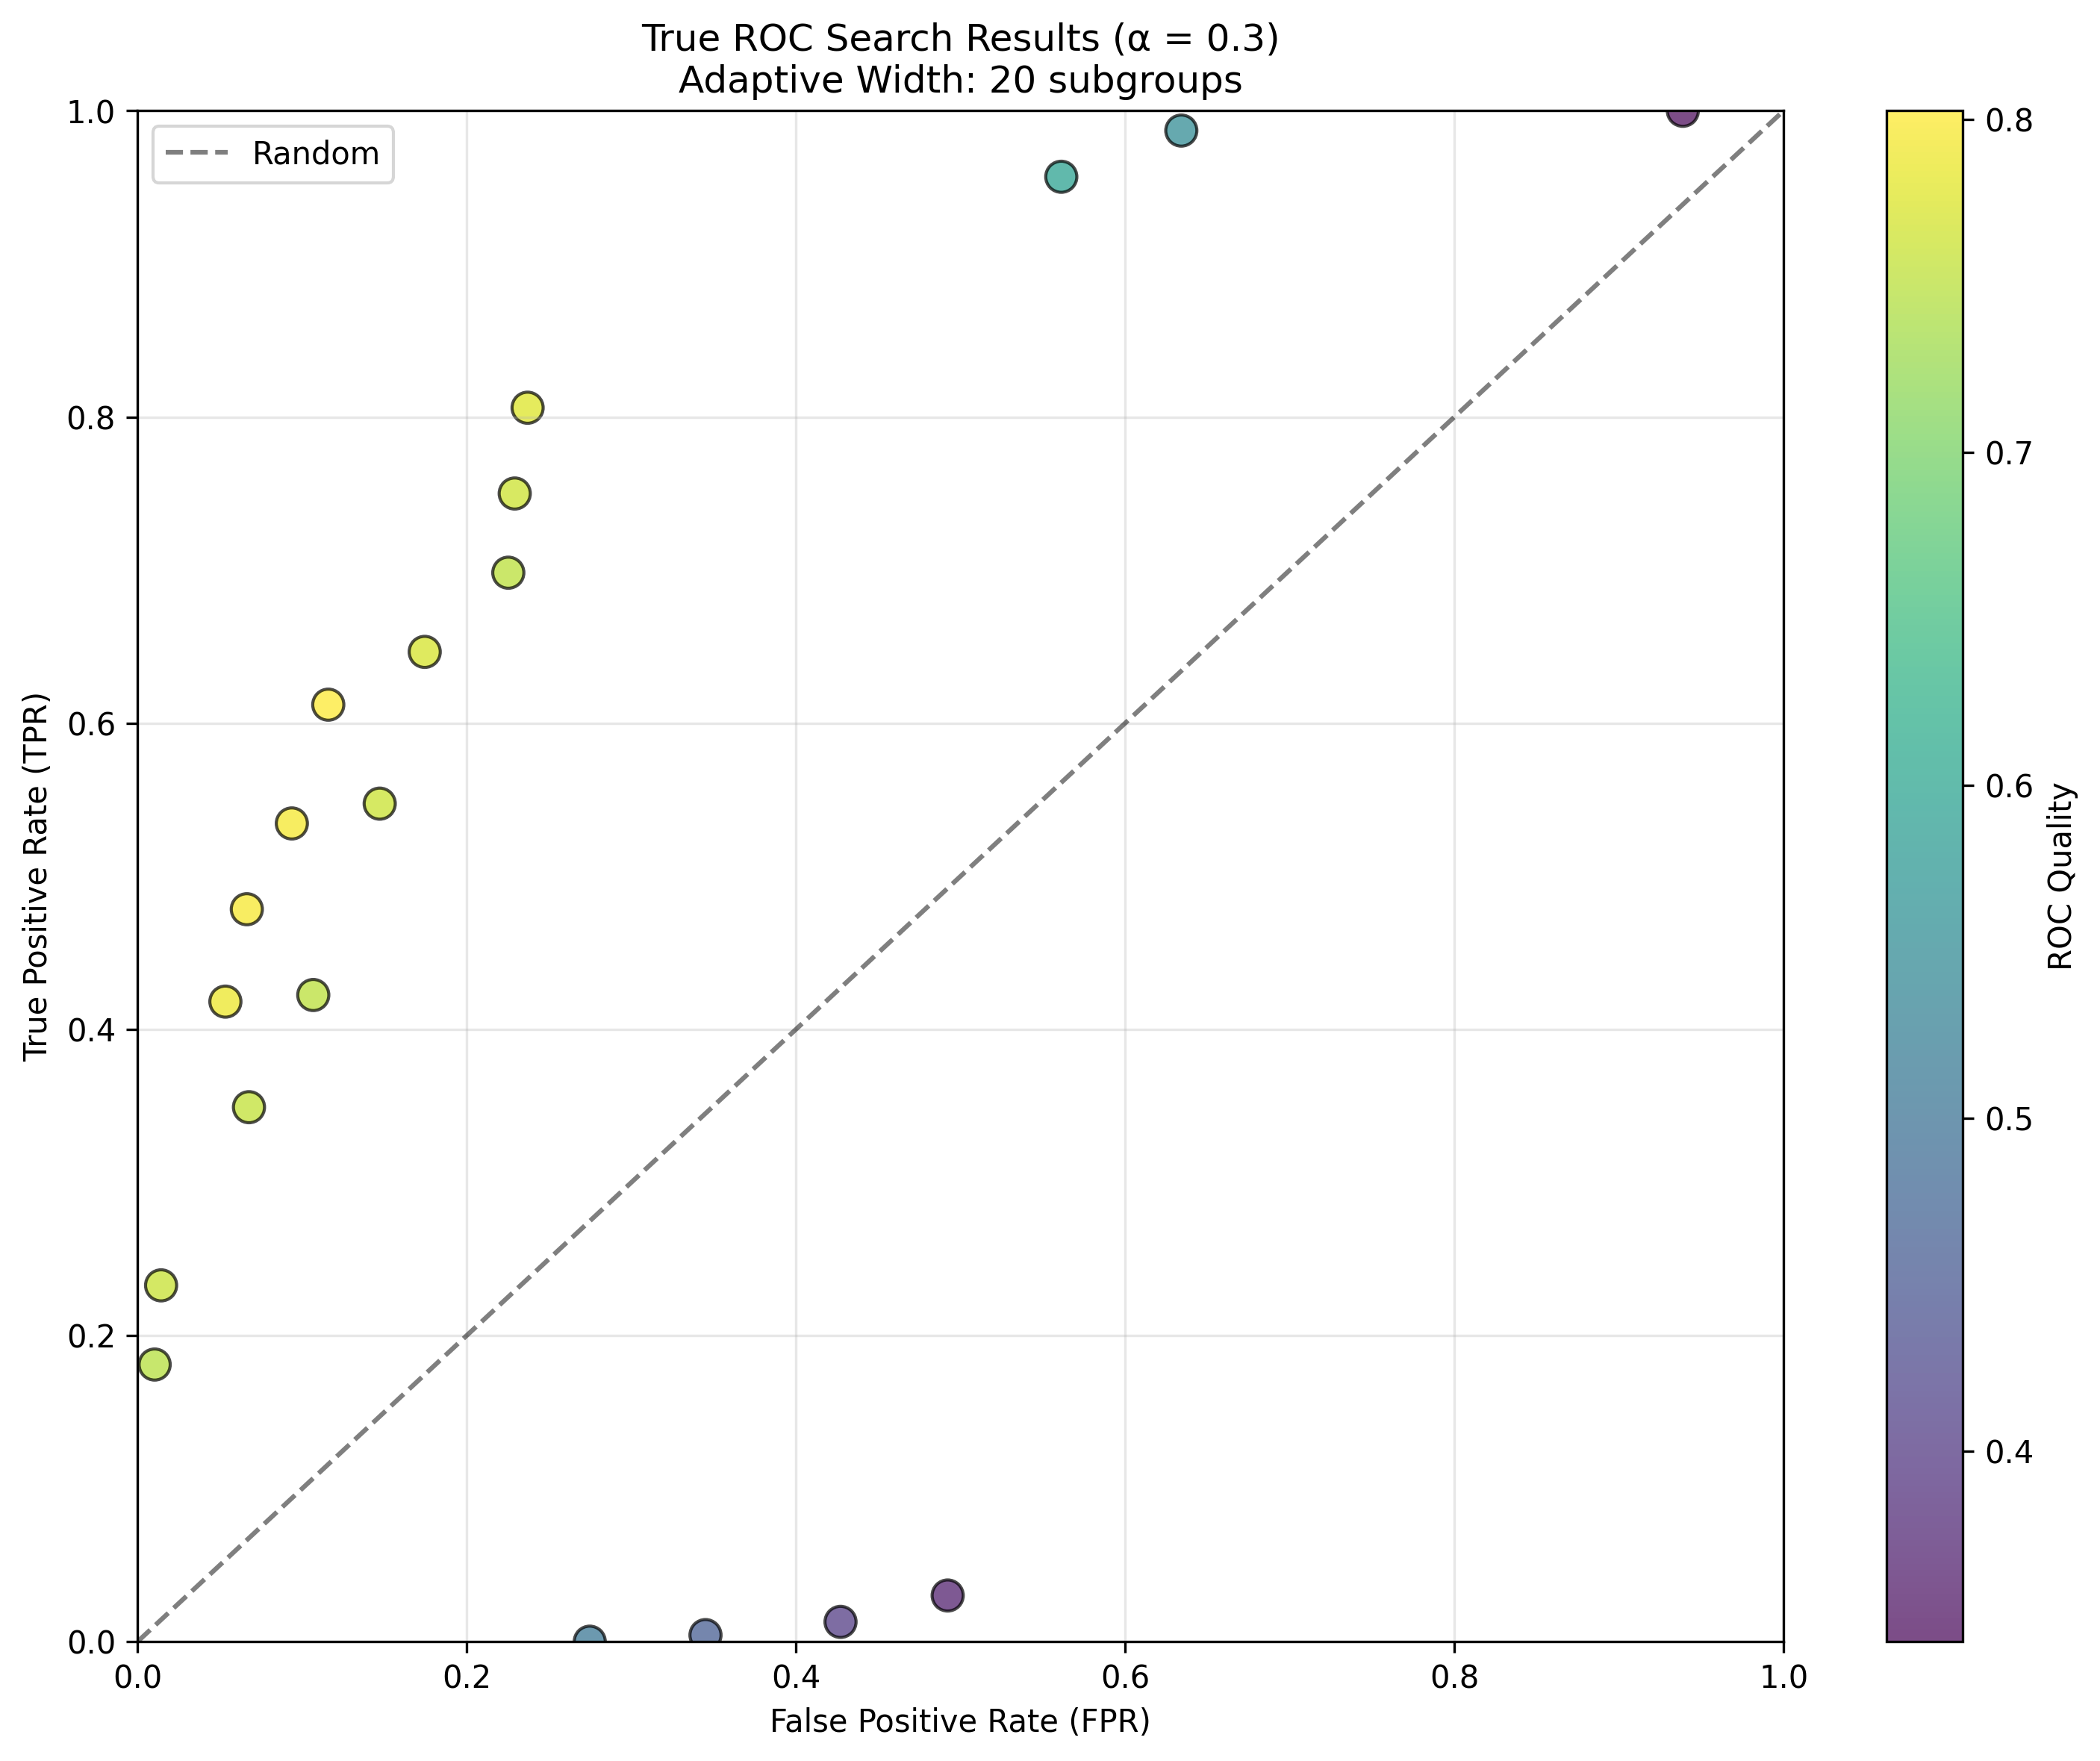 True ROC Search Results (α = 0.3)
Adaptive Width: 20 subgroups
Random
True Positive Rate (TPR)
1.0
0.8
0.6
0.4
0.2
0.0
0.0
0.2
0.4
0.6
0.8
1.0
False Positive Rate (FPR)
0.8
0.7
0.6
0.5
0.4
ROC Quality